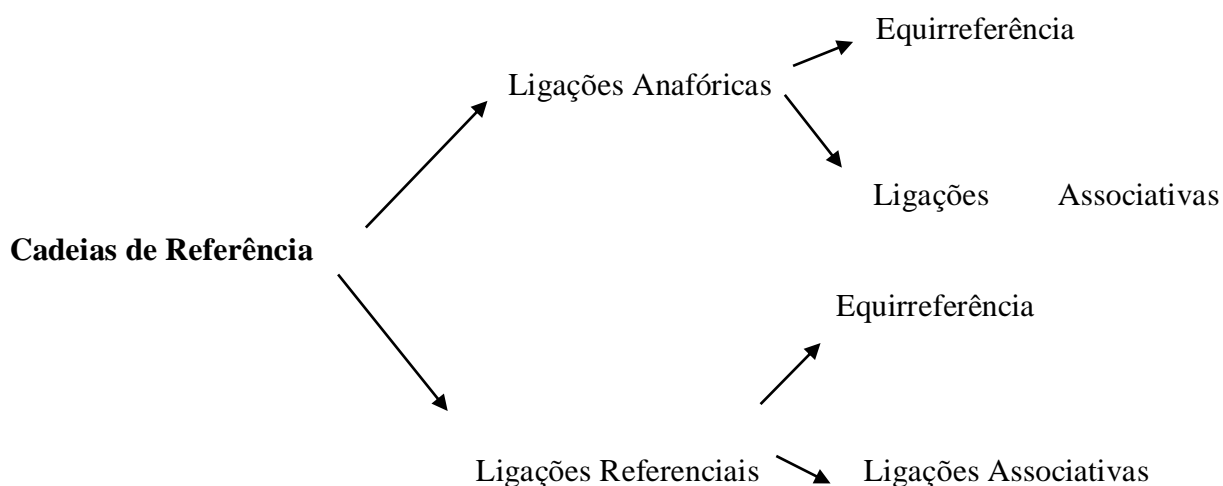 Equirreferência
Ligações Anafóricas
Ligações Associativas
Cadeias de Referência
Equirreferência
Ligações Referenciais
Ligações Associativas